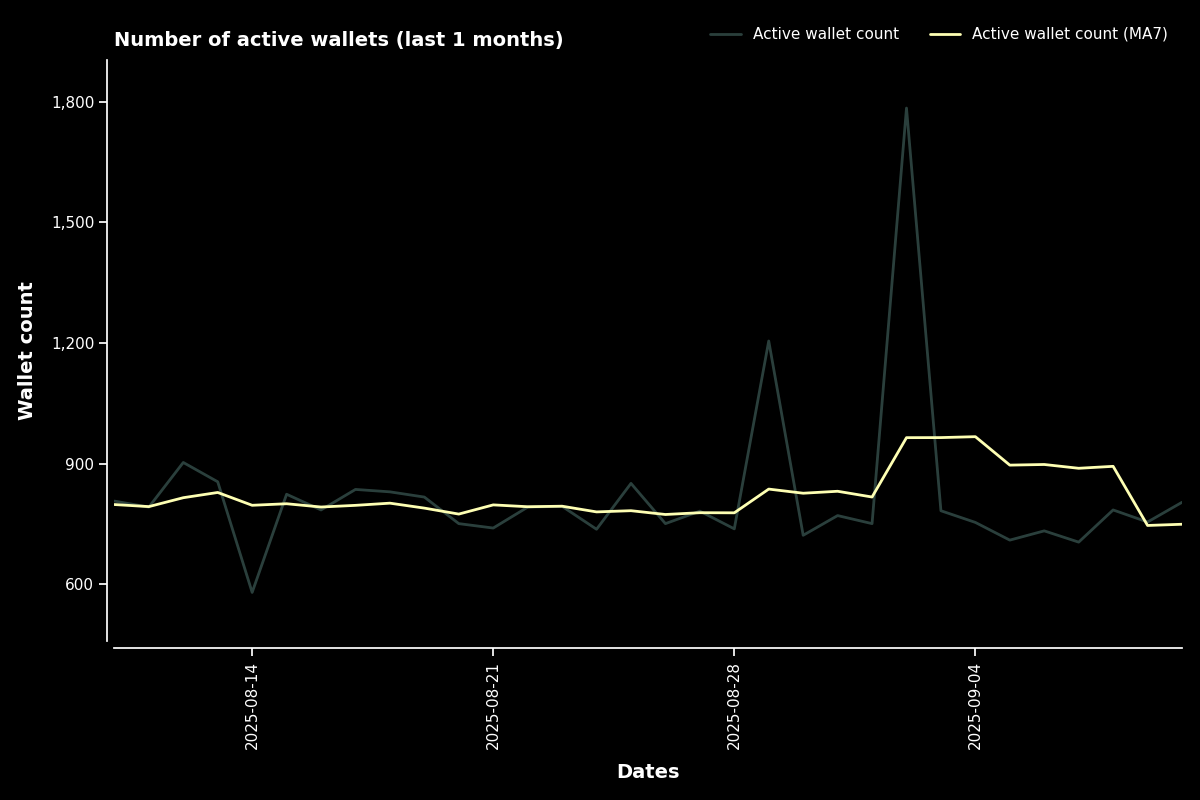 Number of active wallets (last 1 months)
Active wallet count
Active wallet count (MA7)
1,800
1,500
1,200
900
600
Wallet count
2025-08-14
2025-08-21
2025-08-28
2025-09-04
Dates